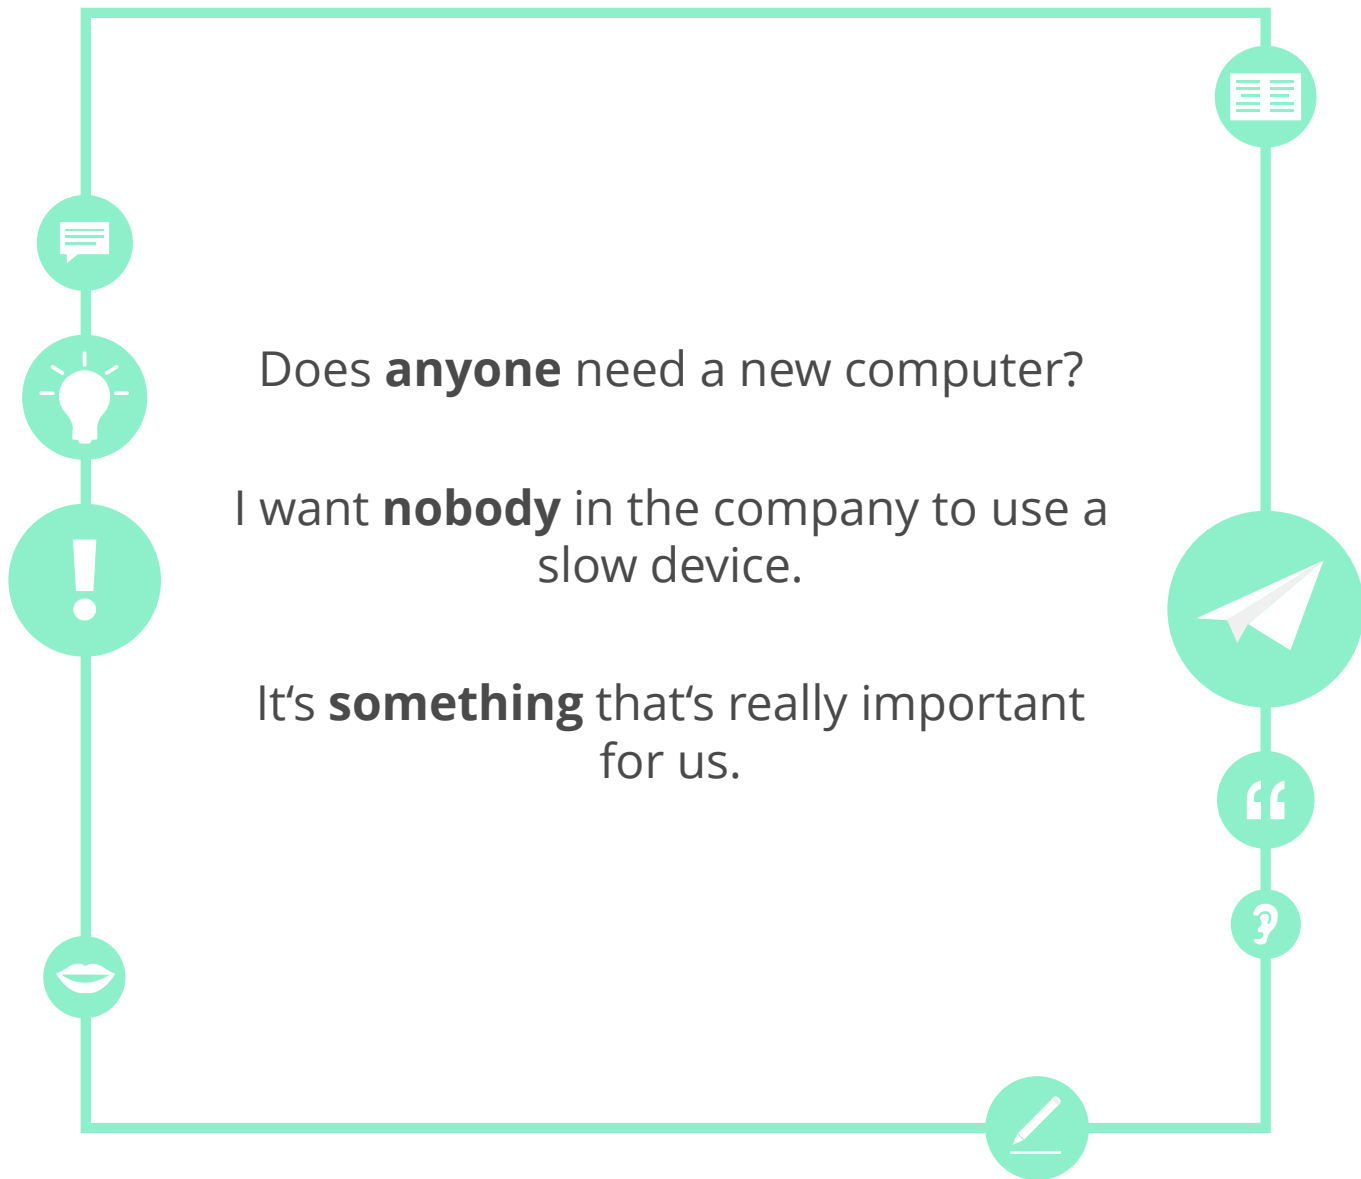 Does anyone need a new computer?
I want nobody in the company to use a
slow device.
It‘s something that‘s really important
for us.